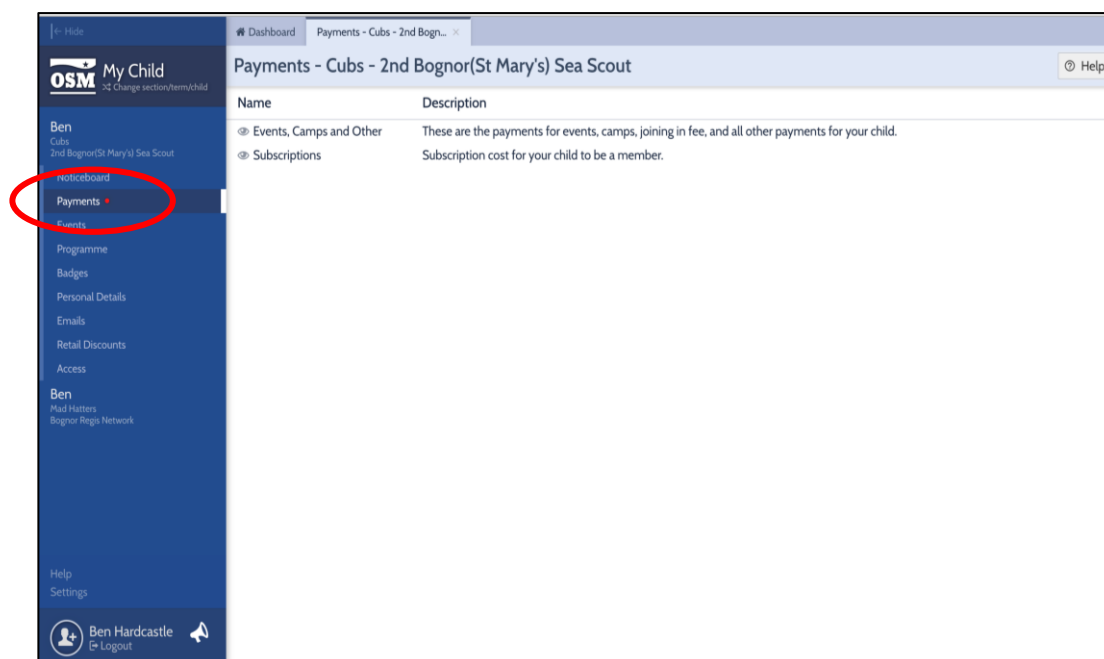 Hide
Dashboard
Payments - Cubs - 2nd Bogn...
OSM
My Child
Change section/term/child
Payments - Cubs - 2nd Bognor(St Mary's) Sea Scout
Help
Name Description
Events, Camps and Other These are the payments for events, camps, joining in fee, and all other payments for your child.
Subscriptions Subscription cost for your child to be a member.
Ben
Cubs
2nd Bognor(St Mary's) Sea Scout
Noticeboard
Payments
Events
Programme
Badges
Personal Details
Emails
Retail Discounts
Access
Ben
Mad Hatters
Bognor Regis Network
Help
Settings
Ben Hardcastle
Logout